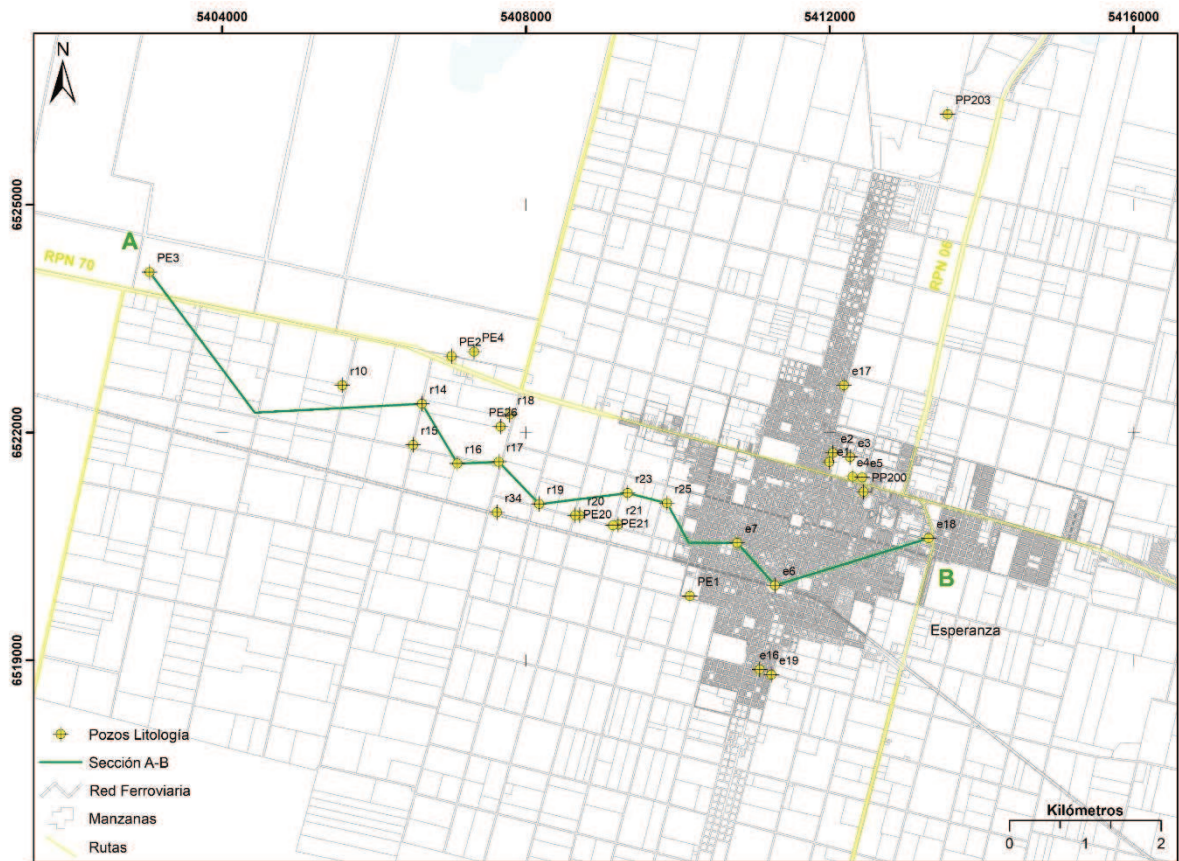 5404000 5408000 5412000 5416000
N
PP203
6525000
A
PE3
RPN 70
RPN 06
PE2
PE4
r10
e17
r14
r18
PE26
6522000
r15
e2
e3
e1
r16
r17
e4
e5
PP200
r23
r25
r19
r34
r20
r21
PE20
PE21
e7
e18
e6
B
PE1
Esperanza
6519000
e16
e19
Pozos Litología
Sección A-B
Red Ferroviaria
Manzanas
Rutas
Kilómetros
0 1 2